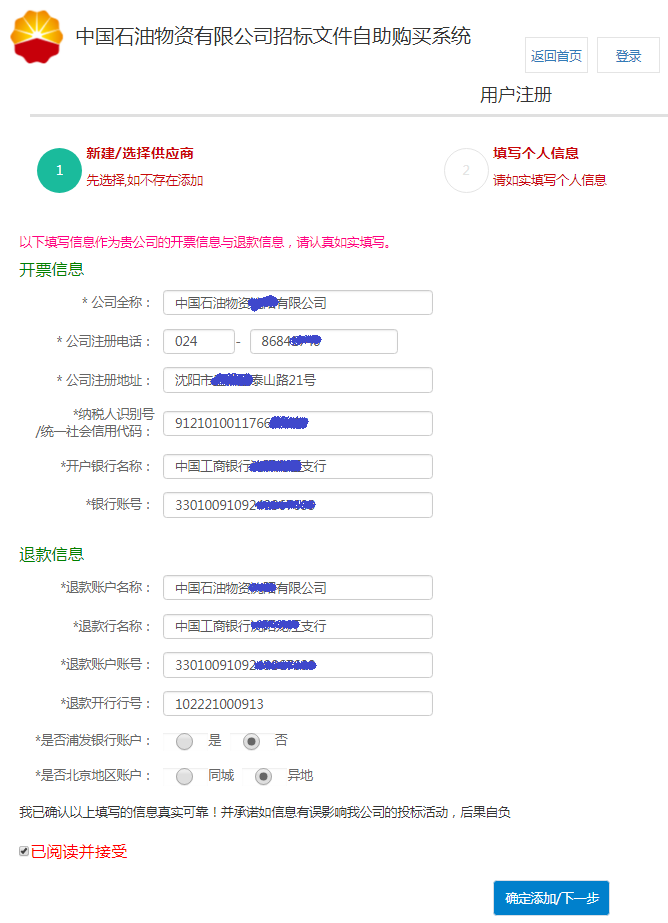 中国石油物资有限公司招标文件自助购买系统
返回首页 登录
用户注册
1 新建/选择供应商
先选择,如不存在添加
2 填写个人信息
请如实填写个人信息
以下填写信息作为贵公司的开票信息与退款信息，请认真如实填写。
开票信息
* 公司全称： 中国石油物资有限公司
* 公司注册电话： 024 - 8684
* 公司注册地址： 沈阳市泰山路21号
*纳税人识别号
/统一社会信用代码： 9121010011766
*开户银行名称： 中国工商银行支行
*银行账号： 3301009109
退款信息
*退款账户名称： 中国石油物资有限公司
*退款行名称： 中国工商银行支行
*退款账户账号： 3301009109
*退款开行行号： 102221000913
*是否浦发银行账户： 是 否
*是否北京地区账户： 同城 异地
我已确认以上填写的信息真实可靠！并承诺如信息有误影响我公司的投标活动，后果自负
已阅读并接受
确定添加/下一步